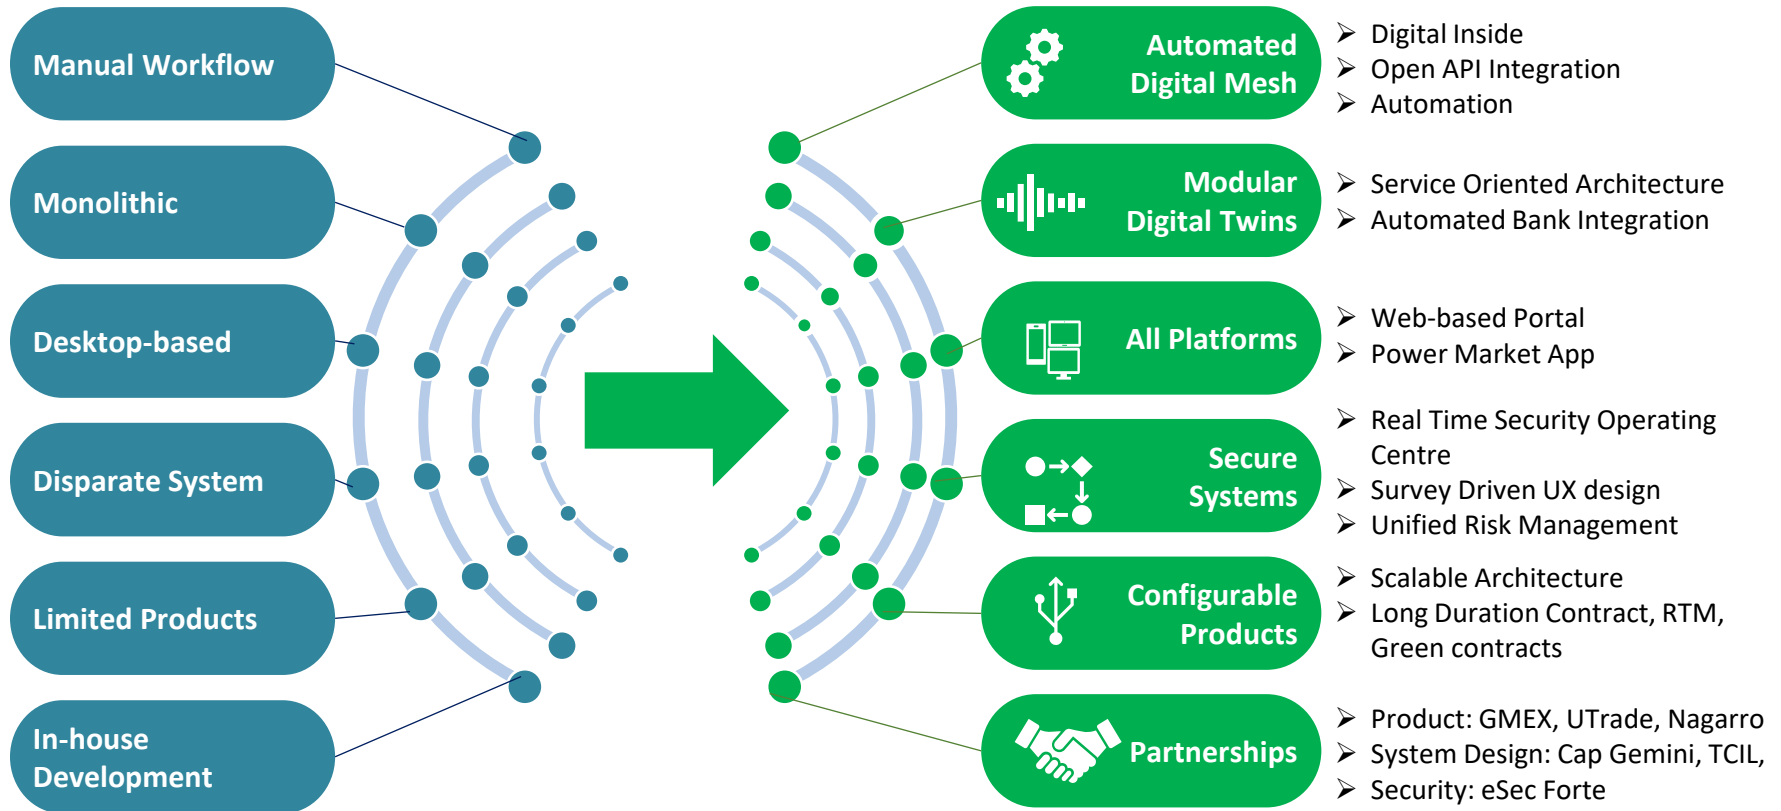 Manual Workflow
Monolithic
Desktop-based
Disparate System
Limited Products
In-house
Development
Automated
Digital Mesh
➢ Digital Inside
➢ Open API Integration
➢ Automation
Modular
Digital Twins
➢ Service Oriented Architecture
➢ Automated Bank Integration
All Platforms
➢ Web-based Portal
➢ Power Market App
Secure
Systems
➢ Real Time Security Operating
Centre
➢ Survey Driven UX design
➢ Unified Risk Management
Configurable
Products
➢ Scalable Architecture
➢ Long Duration Contract, RTM,
Green contracts
Partnerships
➢ Product: GMEX, UTrade, Nagarro
➢ System Design: Cap Gemini, TCIL,
➢ Security: eSec Forte